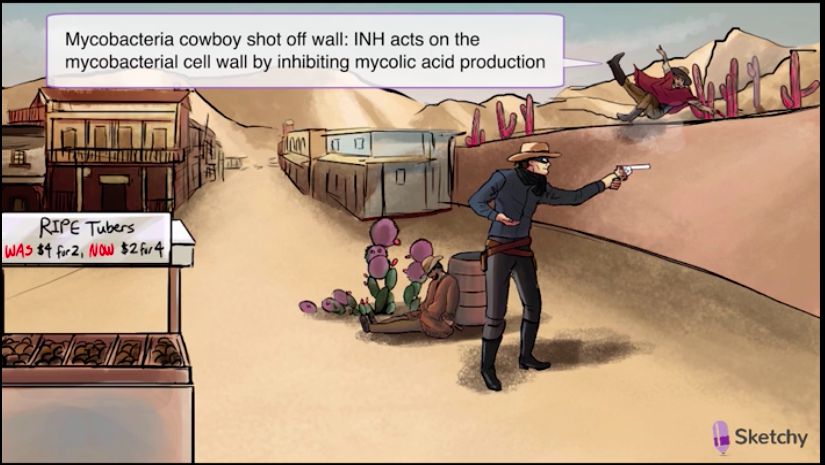 Mycobacteria cowboy shot off wall: INH acts on the
mycobacterial cell wall by inhibiting mycolic acid production
RIPE Tubers
WAS $4 for 2, NOW $2 for 4
Sketchy